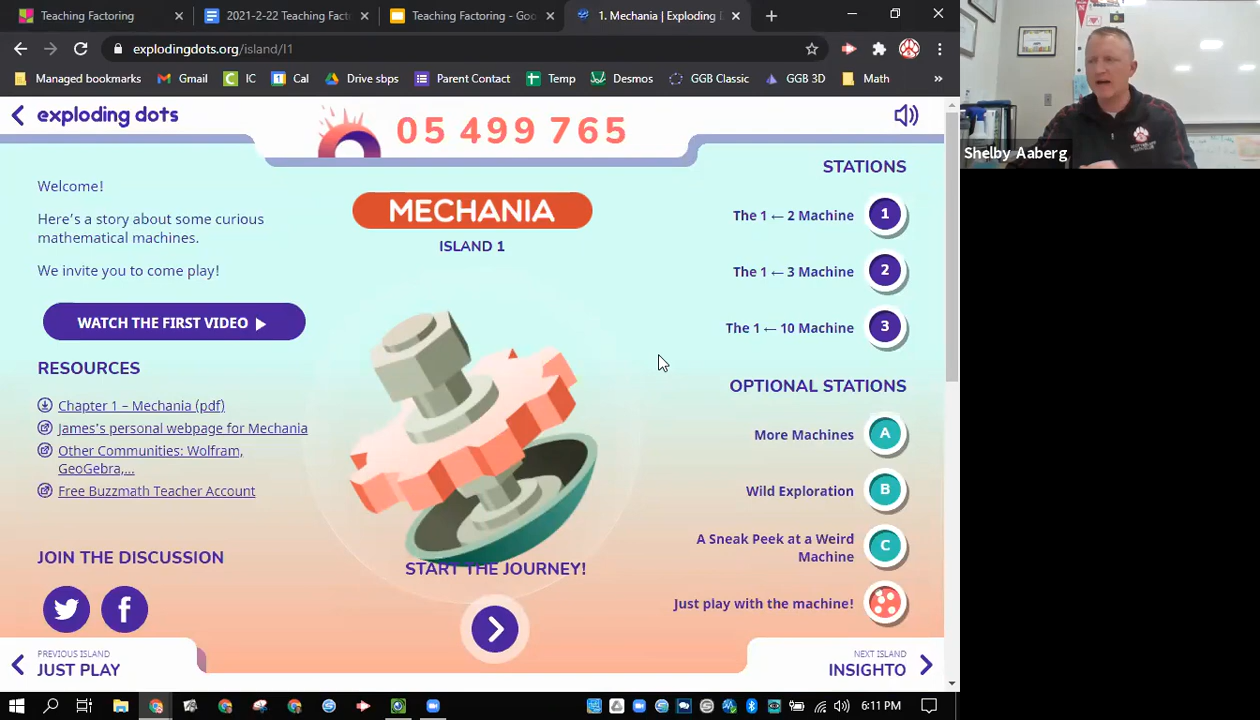 Teaching Factoring
2021-2-22 Teaching Fact
Teaching Factoring - Goo
1. Mechania | Exploding D
explodingdots.org/island/I1
Managed bookmarks
Gmail
IC
Cal
Drive sbps
Parent Contact
Temp
Desmos
GGB Classic
GGB 3D
Math
»
exploding dots
05 499 765
Welcome!
Here's a story about some curious
mathematical machines.
We invite you to come play!
WATCH THE FIRST VIDEO
RESOURCES
Chapter 1 – Mechania (pdf)
James's personal webpage for Mechania
Other Communities: Wolfram,
GeoGebra,...
Free Buzzmath Teacher Account
JOIN THE DISCUSSION
PREVIOUS ISLAND
JUST PLAY
MECHANIA
ISLAND 1
START THE JOURNEY!
STATIONS
The 1 ← 2 Machine 1
The 1 ← 3 Machine 2
The 1 ← 10 Machine 3
OPTIONAL STATIONS
More Machines A
Wild Exploration B
A Sneak Peek at a Weird
Machine C
Just play with the machine!
NEXT ISLAND
INSIGHTO
Shelby Aaberg
6:11 PM